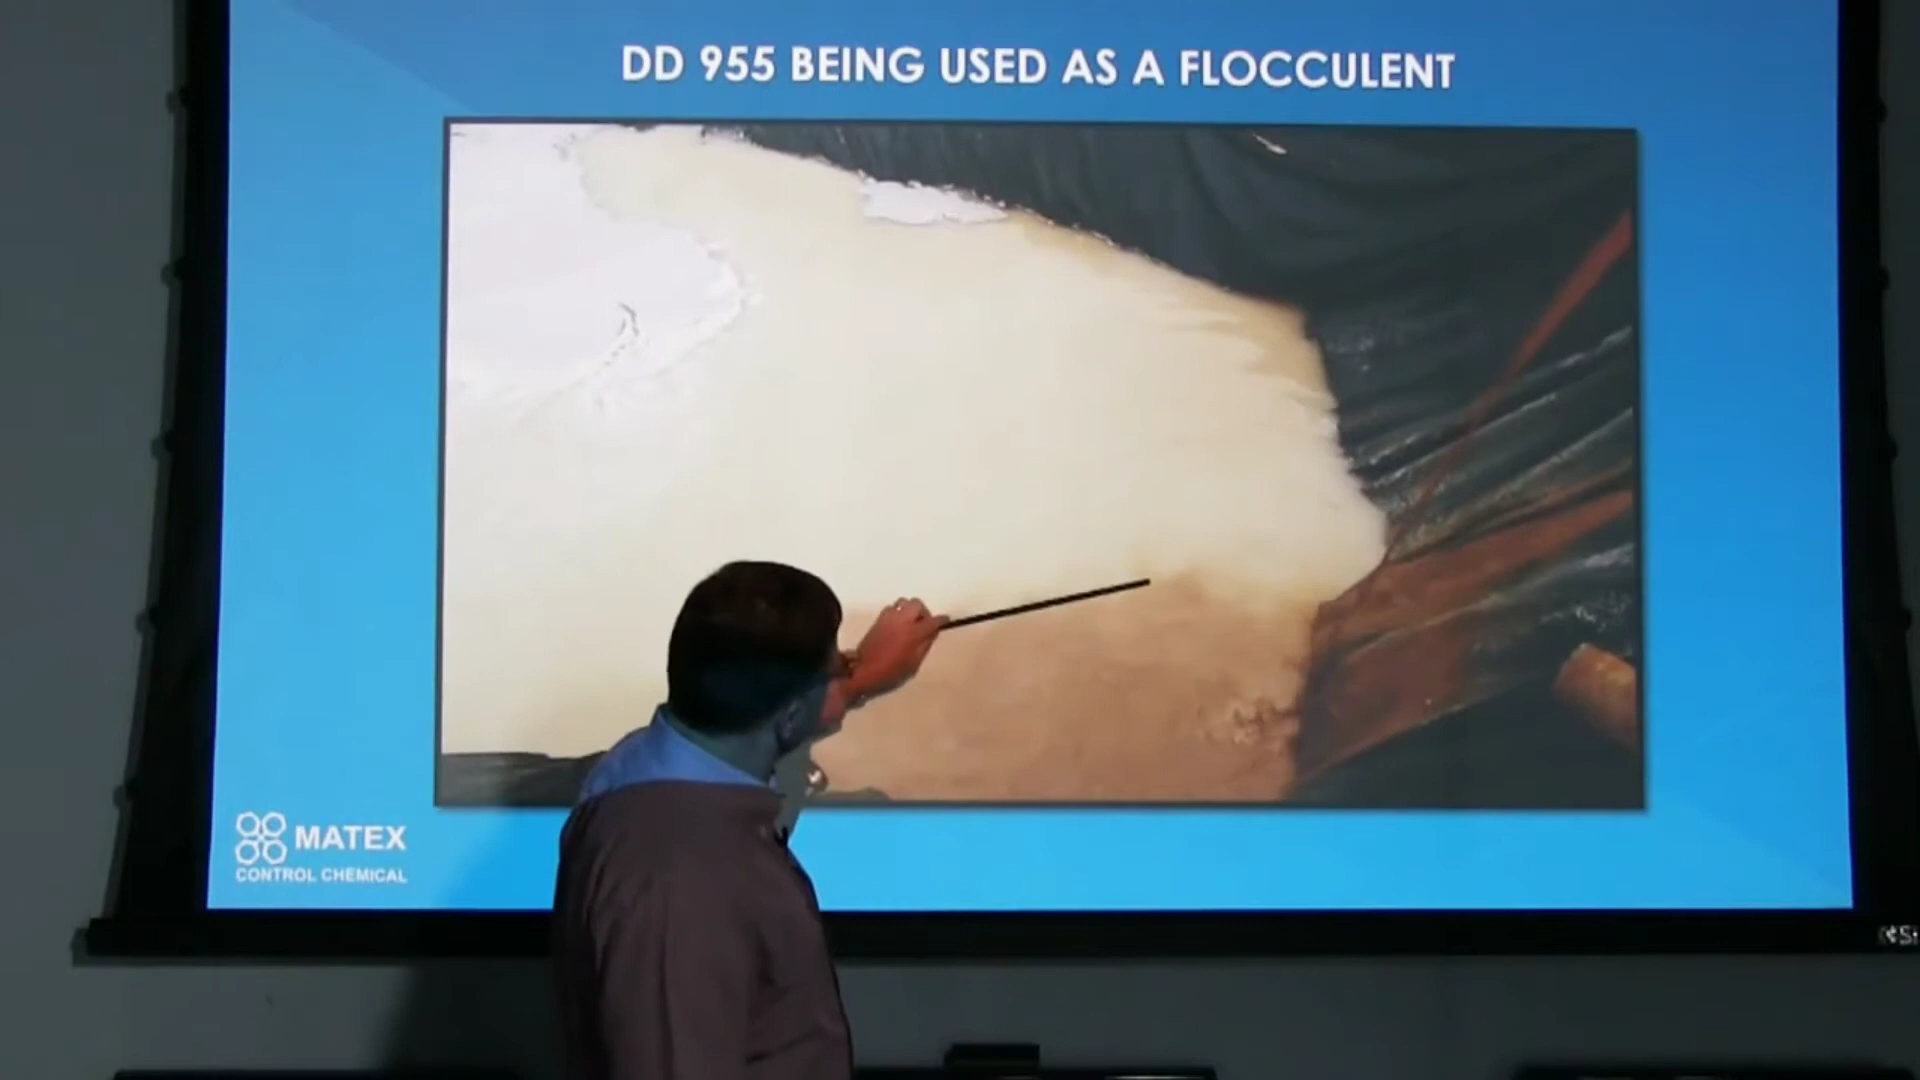 DD 955 BEING USED AS A FLOCCULENT
MATEX
CONTROL CHEMICAL